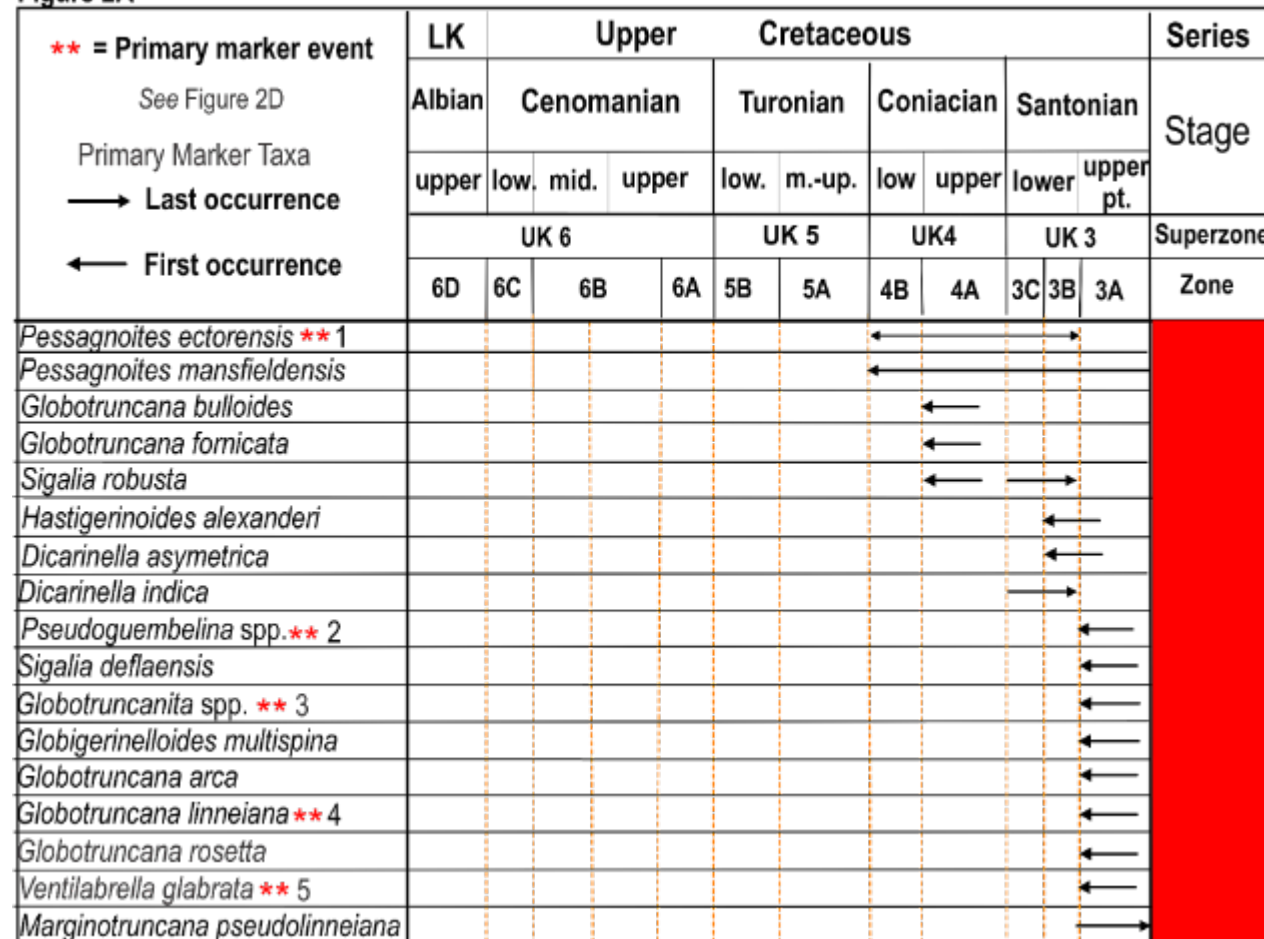 ** = Primary marker event
See Figure 2D
Primary Marker Taxa
Last occurrence
First occurrence
LK Upper Cretaceous Series
Albian Cenomanian Turonian Coniacian Santonian Stage
upper low. mid. upper low. m.-up. low upper lower upper pt.
UK 6 UK 5 UK4 UK 3 Superzone
6D 6C 6B 6A 5B 5A 4B 4A 3C 3B 3A Zone
Pessagnoites ectorensis **1
Pessagnoites mansfieldensis
Globotruncana bulloides
Globotruncana fornicata
Sigalia robusta
Hastigerinoides alexanderi
Dicarinella asymetrica
Dicarinella indica
Pseudoguembelina spp.** 2
Sigalia deflaensis
Globotruncanita spp. ** 3
Globigerinelloides multispina
Globotruncana arca
Globotruncana linneiana **4
Globotruncana rosetta
Ventilabrella glabrata ** 5
Marginotruncana pseudolinneiana